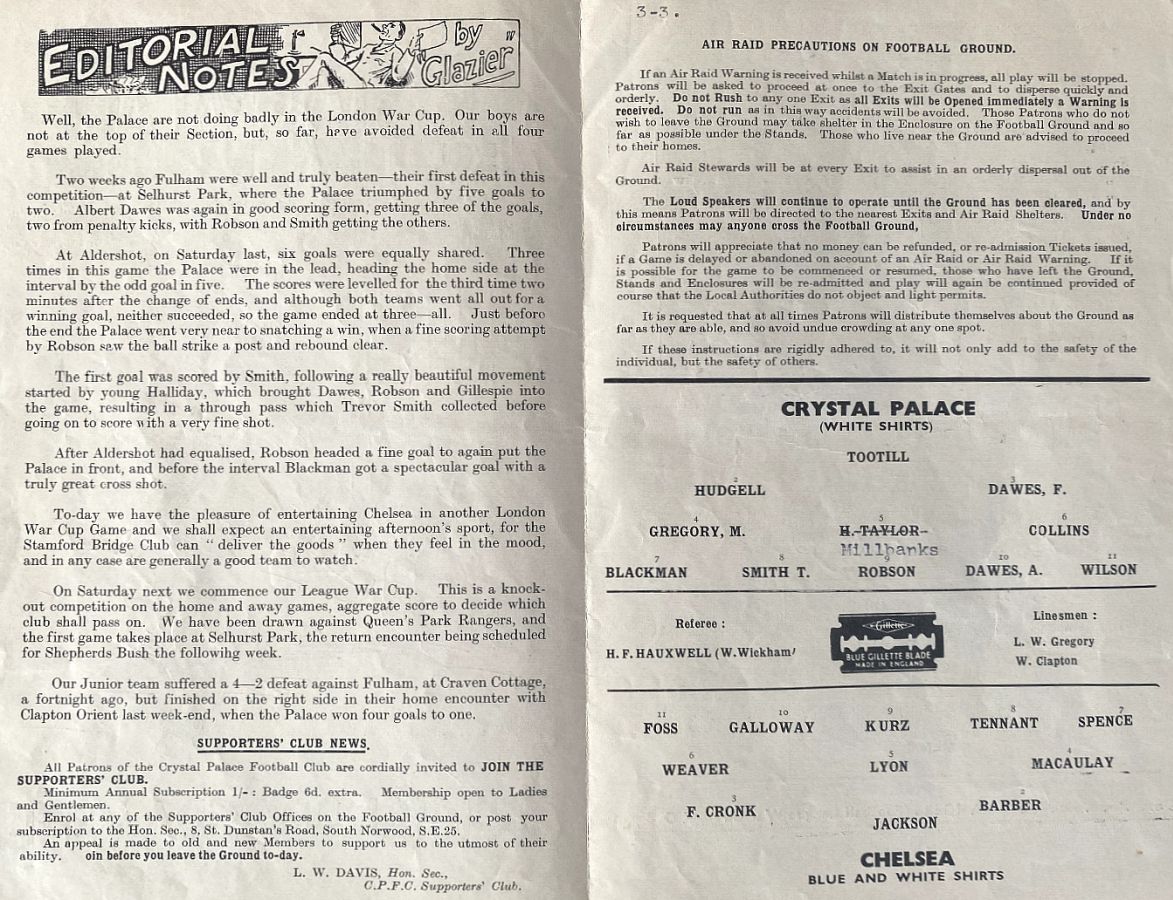 EDITORIAL NOTES by Glazier
Well, the Palace are not doing badly in the London War Cup. Our boys are
not at the top of their Section, but, so far, have avoided defeat in all four
games played.
Two weeks ago Fulham were well and truly beaten—their first defeat in this
competition—at Selhurst Park, where the Palace triumphed by five goals to
two. Albert Dawes was again in good scoring form, getting three of the goals,
two from penalty kicks, with Robson and Smith getting the others.
At Aldershot, on Saturday last, six goals were equally shared. Three
times in this game the Palace were in the lead, heading the home side at the
interval by the odd goal in five. The scores were levelled for the third time two
minutes after the change of ends, and although both teams went all out for a
winning goal, neither succeeded, so the game ended at three—all. Just before
the end the Palace went very near to snatching a win, when a fine scoring attempt
by Robson saw the ball strike a post and rebound clear.
The first goal was scored by Smith, following a really beautiful movement
started by young Halliday, which brought Dawes, Robson and Gillespie into
the game, resulting in a through pass which Trevor Smith collected before
going on to score with a very fine shot.
After Aldershot had equalised, Robson headed a fine goal to again put the
Palace in front, and before the interval Blackman got a spectacular goal with a
truly great cross shot.
To-day we have the pleasure of entertaining Chelsea in another London
War Cup Game and we shall expect an entertaining afternoon's sport, for the
Stamford Bridge Club can " deliver the goods " when they feel in the mood,
and in any case are generally a good team to watch.
On Saturday next we commence our League War Cup. This is a knock-
out competition on the home and away games, aggregate score to decide which
club shall pass on. We have been drawn against Queen's Park Rangers, and
the first game takes place at Selhurst Park, the return encounter being scheduled
for Shepherds Bush the followihg week.
Our Junior team suffered a 4—2 defeat against Fulham, at Craven Cottage,
a fortnight ago, but finished on the right side in their home encounter with
Clapton Orient last week-end, when the Palace won four goals to one.
SUPPORTERS' CLUB NEWS.
All Patrons of the Crystal Palace Football Club are cordially invited to JOIN THE
SUPPORTERS' CLUB.
Minimum Annual Subscription 1/- : Badge 6d. extra. Membership open to Ladies
and Gentlemen.
Enrol at any of the Supporters' Club Offices on the Football Ground, or post your
subscription to the Hon. Sec., 8, St. Dunstan's Road, South Norwood, S.E.25.
An appeal is made to old and new Members to support us to the utmost of their
ability. oin before you leave the Ground to-day.
L. W. DAVIS, Hon. Sec.,
C.P.F.C. Supporters' Club.
3-3.
AIR RAID PRECAUTIONS ON FOOTBALL GROUND.
If an Air Raid Warning is received whilst a Match is in progress, all play will be stopped.
Patrons will be asked to proceed at once to the Exit Gates and to disperse quickly and
orderly. Do not Rush to any one Exit as all Exits will be Opened immediately a Warning is
received. Do not run as in this way accidents will be avoided. Those Patrons who do not
wish to leave the Ground may take shelter in the Enclosure on the Football Ground and so
far as possible under the Stands. Those who live near the Ground are advised to proceed
to their homes.
Air Raid Stewards will be at every Exit to assist in an orderly dispersal out of the
Ground.
The Loud Speakers will continue to operate until the Ground has been cleared, and by
this means Patrons will be directed to the nearest Exits and Air Raid Shelters. Under no
circumstances may anyone cross the Football Ground,
Patrons will appreciate that no money can be refunded, or re-admission Tickets issued,
if a Game is delayed or abandoned on account of an Air Raid or Air Raid Warning. If it
is possible for the game to be commenced or resumed, those who have left the Ground,
Stands and Enclosures will be re-admitted and play will again be continued provided of
course that the Local Authorities do not object and light permits.
It is requested that at all times Patrons will distribute themselves about the Ground as
far as they are able, and so avoid undue crowding at any one spot.
If these instructions are rigidly adhered to, it will not only add to the safety of the
individual, but the safety of others.
CRYSTAL PALACE
(WHITE SHIRTS)
TOOTILL
2 3
HUDGELL DAWES, F.
4 5 6
GREGORY, M. H. TAYLOR COLLINS
Millbanks
7 8 9 10 11
BLACKMAN SMITH T. ROBSON DAWES, A. WILSON
Referee :
H. F. HAUXWELL (W.Wickham)
Gillette
BLUE GILLETTE BLADE
MADE IN ENGLAND
Linesmen :
L. W. Gregory
W. Clapton
11 10 9 8 7
FOSS GALLOWAY KURZ TENNANT SPENCE
6 5 4
WEAVER LYON MACAULAY
3 2
F. CRONK BARBER
JACKSON
CHELSEA
BLUE AND WHITE SHIRTS